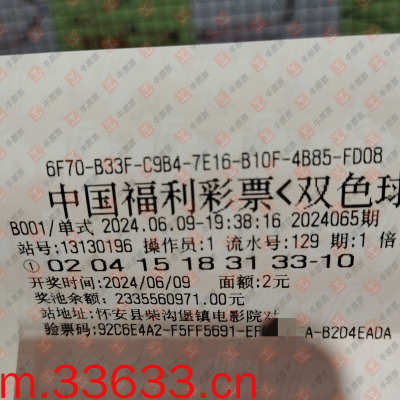 6F70-B33F-C9B4-7E16-B10F-4B85-FD08
中国福利彩票<双色球
B001/单式 2024.06.09-19:38:16 2024065期
站号:13130196 操作员:1 流水号:129 期:1 倍
①02 04 15 18 31 33-10
开奖时间:2024/06/09 面额:2元
奖池余额: 2335560971.00元
站地址: 怀安县柴沟堡镇电影院对
验票码:92C6E4A2-F5FF5691-EF A-B2D4EADA
m.33633.cn